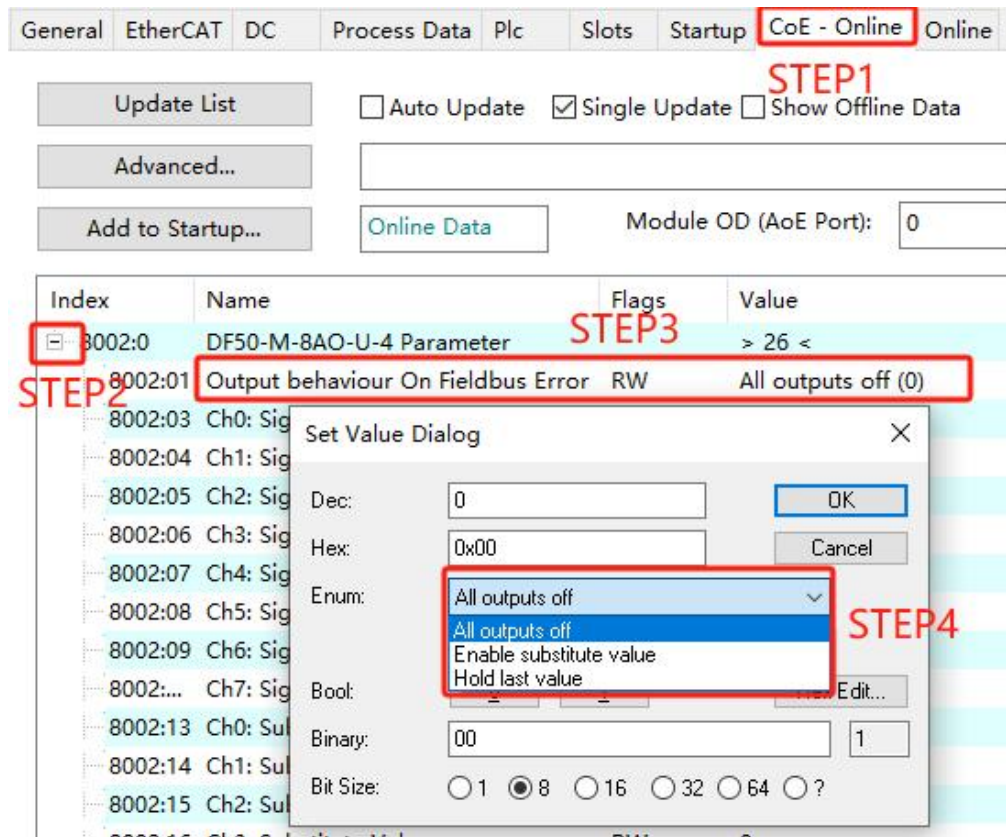 General EtherCAT DC Process Data Plc Slots Startup CoE - Online Online
STEP1
Update List Auto Update Single Update Show Offline Data
Advanced...
Add to Startup... Online Data Module OD (AoE Port): 0
Index Name Flags Value
STEP3
8002:0 DF50-M-8AO-U-4 Parameter > 26 <
STEP2
8002:01 Output behaviour On Fieldbus Error RW All outputs off (0)
8002:03 Ch0: Sig
Set Value Dialog
8002:04 Ch1: Sig
8002:05 Ch2: Sig Dec: 0 OK
8002:06 Ch3: Sig Hex: 0x00 Cancel
8002:07 Ch4: Sig Enum: All outputs off
8002:08 Ch5: Sig All outputs off STEP4
8002:09 Ch6: Sig Enable substitute value
Hold last value
8002:... Ch7: Sig Bool: Edit...
8002:13 Ch0: Sul
8002:14 Ch1: Sul Binary: 00 1
8002:15 Ch2: Sul Bit Size: 1 8 16 32 64 ?